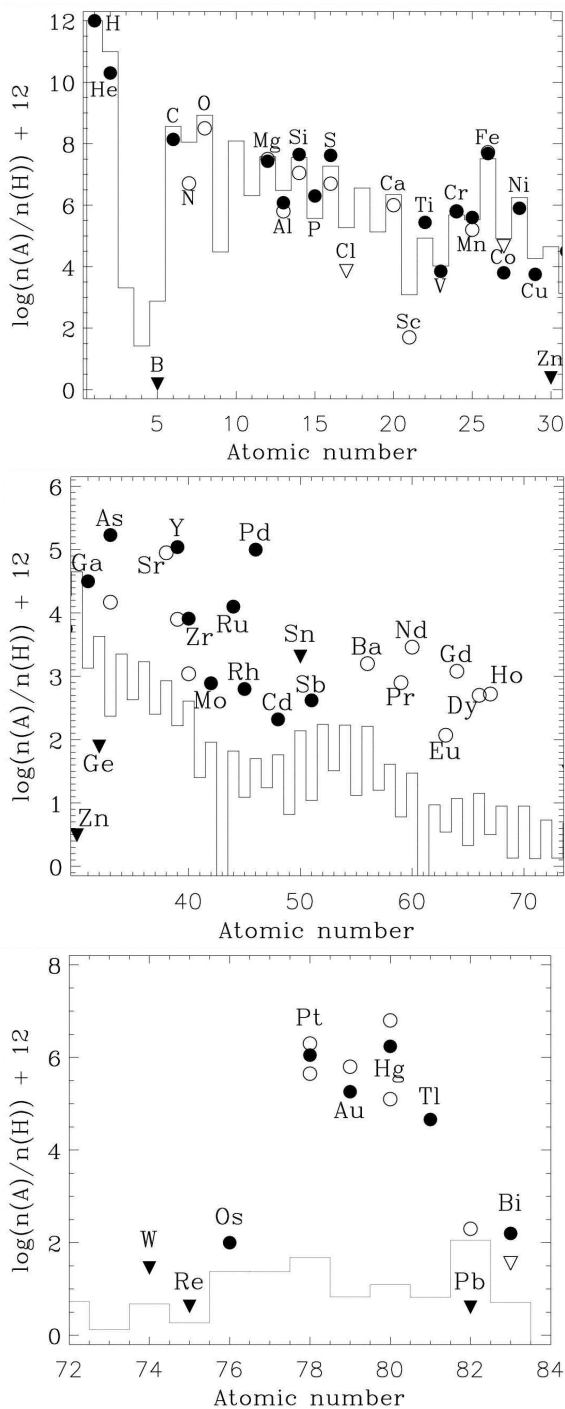 log(n(A)/n(H)) + 12
12
10
8
6
4
2
0
H
He
B
C
N
O
Mg
Al
Si
P
S
Cl
Ca
Sc
Ti
V
Cr
Mn
Fe
Co
Ni
Cu
Zn
5 10 15 20 25 30
Atomic number
log(n(A)/n(H)) + 12
6
5
4
3
2
1
0
Zn
Ga
Ge
As
Sr
Y
Zr
Mo
Ru
Rh
Pd
Cd
Sn
Sb
Ba
Pr
Nd
Eu
Gd
Dy
Ho
40 50 60 70
Atomic number
log(n(A)/n(H)) + 12
8
6
4
2
0
W
Re
Os
Pt
Au
Hg
Tl
Pb
Bi
72 74 76 78 80 82 84
Atomic number